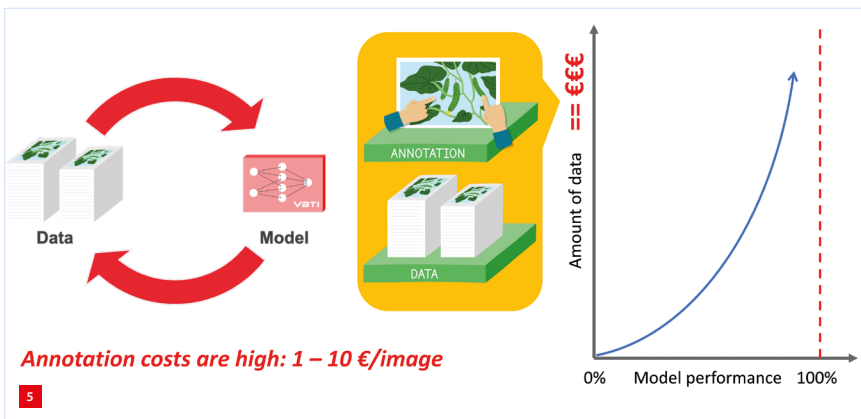 Data
VBTI
Model
ANNOTATION
DATA
Amount of data == €€€
0% Model performance 100%
Annotation costs are high: 1 – 10 €/image
5